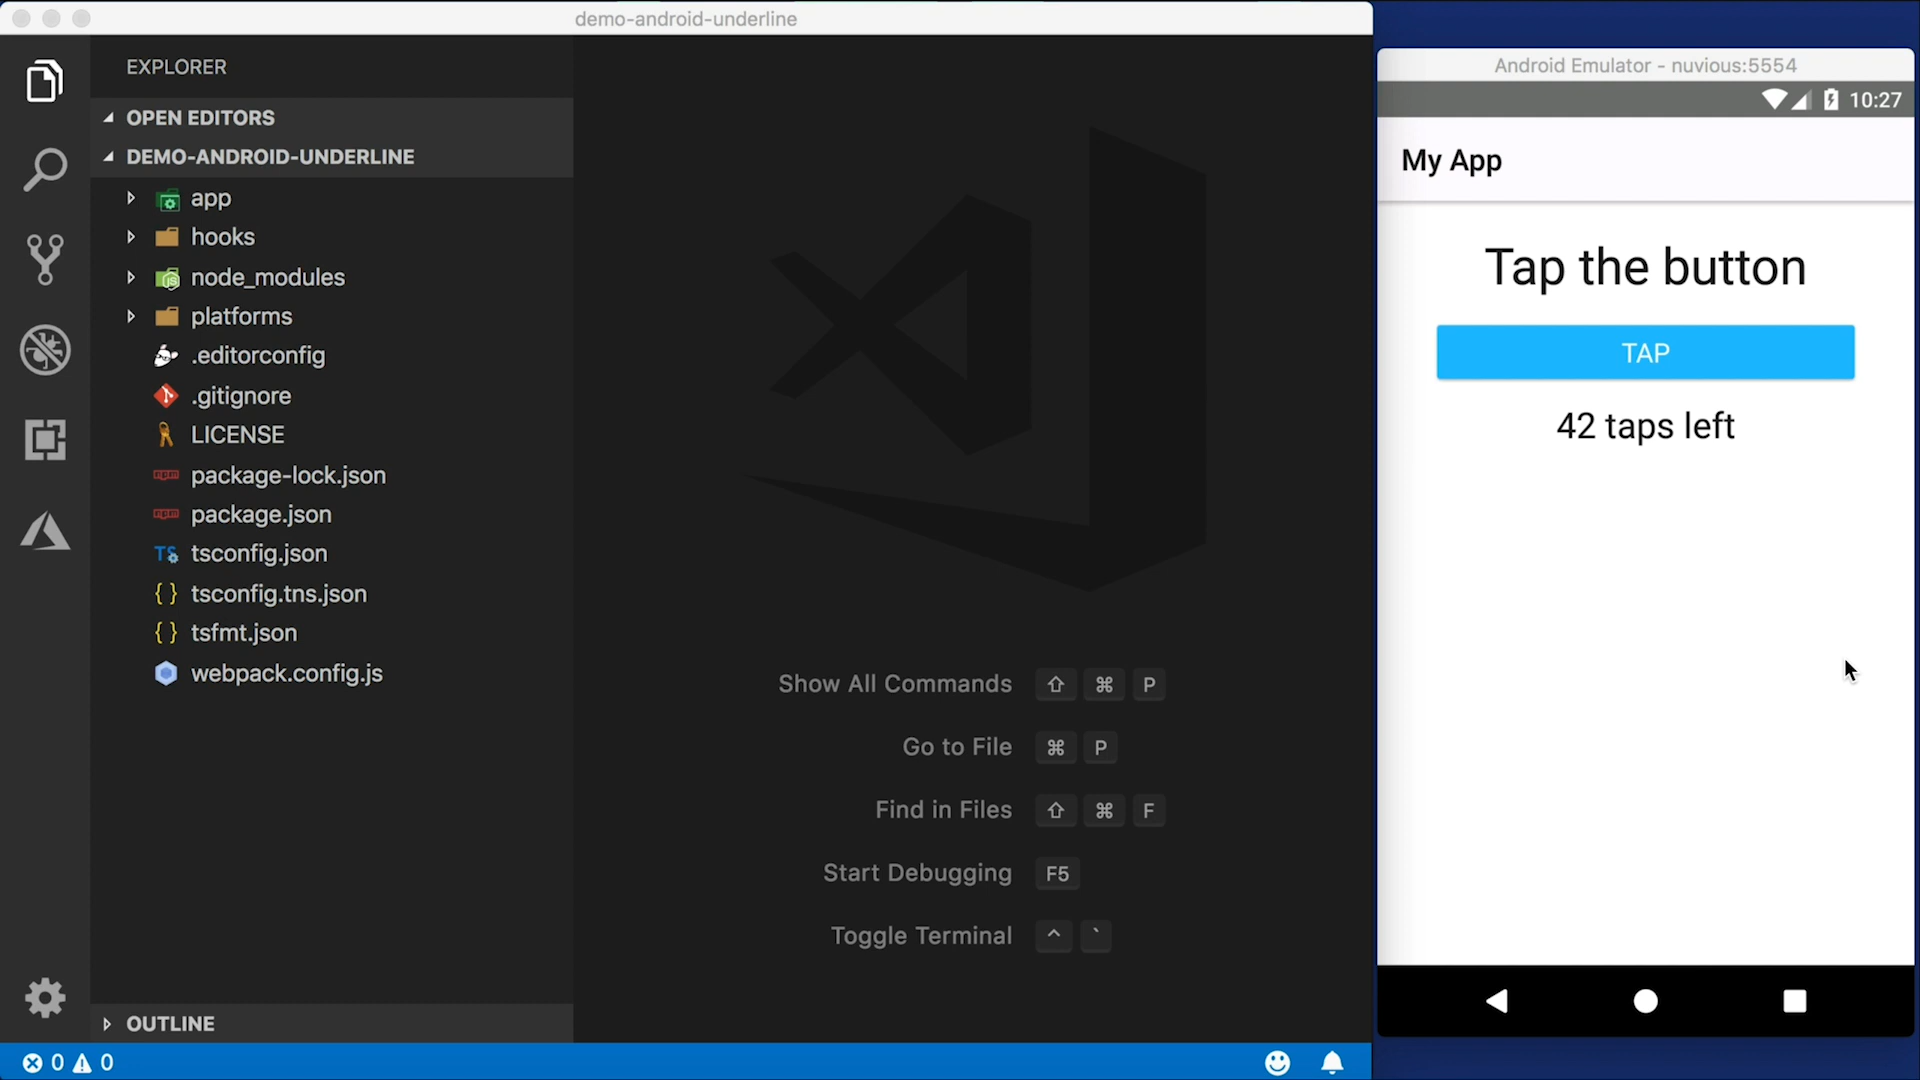 demo-android-underline
EXPLORER
OPEN EDITORS
DEMO-ANDROID-UNDERLINE
app
hooks
node_modules
platforms
.editorconfig
.gitignore
LICENSE
package-lock.json
package.json
TS tsconfig.json
{ } tsconfig.tns.json
{ } tsfmt.json
webpack.config.js
OUTLINE
0 0
Show All Commands ⇧ ⌘ P
Go to File ⌘ P
Find in Files ⇧ ⌘ F
Start Debugging F5
Toggle Terminal ^ `
Android Emulator - nuvious:5554
10:27
My App
Tap the button
TAP
42 taps left